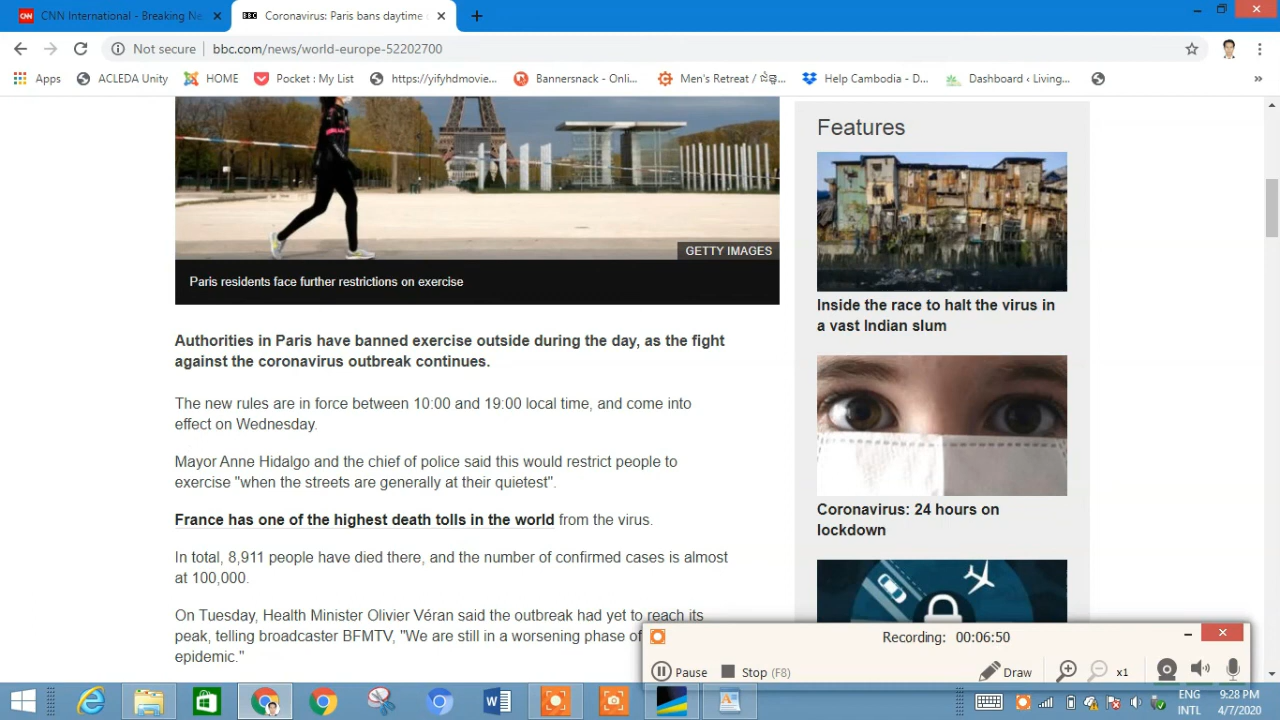 CNN International - Breaking Ne
BBC Coronavirus: Paris bans daytime
Not secure bbc.com/news/world-europe-52202700
Apps ACLEDA Unity HOME Pocket : My List https://yifyhdmovie... Bannersnack - Onli... Men's Retreat / Help Cambodia - D... Dashboard ‹ Living... »
GETTY IMAGES
Paris residents face further restrictions on exercise
Authorities in Paris have banned exercise outside during the day, as the fight
against the coronavirus outbreak continues.
The new rules are in force between 10:00 and 19:00 local time, and come into
effect on Wednesday.
Mayor Anne Hidalgo and the chief of police said this would restrict people to
exercise "when the streets are generally at their quietest".
France has one of the highest death tolls in the world from the virus.
In total, 8,911 people have died there, and the number of confirmed cases is almost
at 100,000.
On Tuesday, Health Minister Olivier Véran said the outbreak had yet to reach its
peak, telling broadcaster BFMTV, "We are still in a worsening phase of
epidemic."
Features
Inside the race to halt the virus in
a vast Indian slum
Coronavirus: 24 hours on
lockdown
Recording: 00:06:50
Pause Stop (F8) Draw x1
ENG 9:28 PM
INTL 4/7/2020